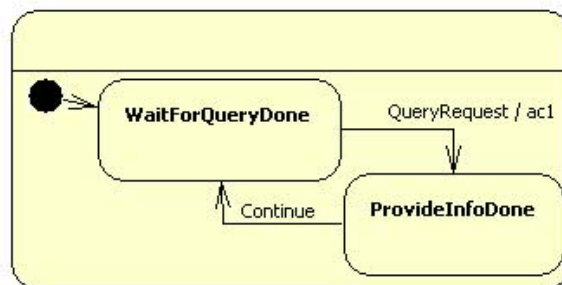 WaitForQueryDone
QueryRequest / ac1
Continue
ProvideInfoDone